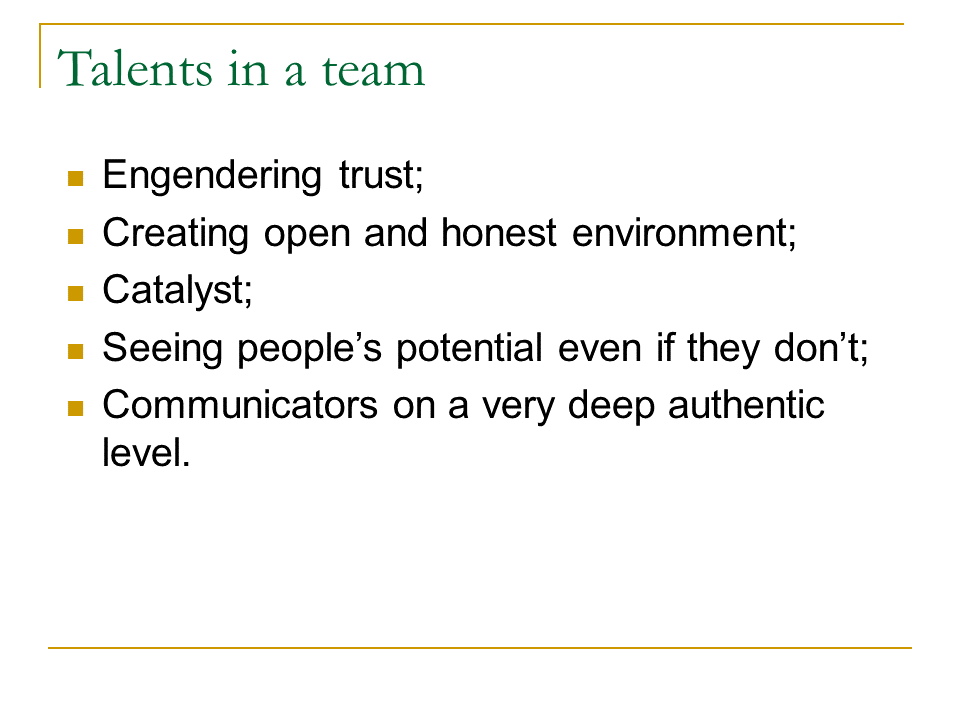 Talents in a team
Engendering trust;
Creating open and honest environment;
Catalyst;
Seeing people’s potential even if they don’t;
Communicators on a very deep authentic
level.